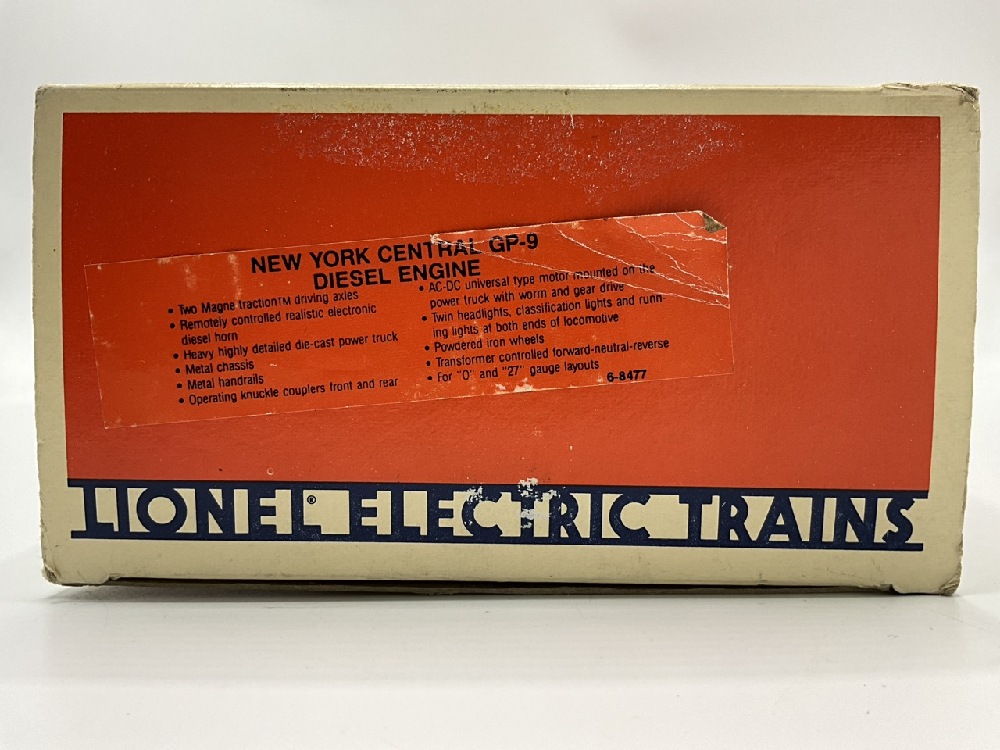 NEW YORK CENTRAL GP-9
DIESEL ENGINE
• Two Magne traction™ driving axles
• Remotely controlled realistic electronic
diesel horn
• Heavy highly detailed die-cast power truck
• Metal chassis
• Metal handrails
• Operating knuckle couplers front and rear
• AC-DC universal type motor mounted on the
power truck with worm and gear drive
• Twin headlights, classification lights and runn-
ing lights at both ends of locomotive
• Powdered iron wheels
• Transformer controlled forward-neutral-reverse
• For "O" and "27" gauge layouts
6-8477
LIONEL® ELECTRIC TRAINS